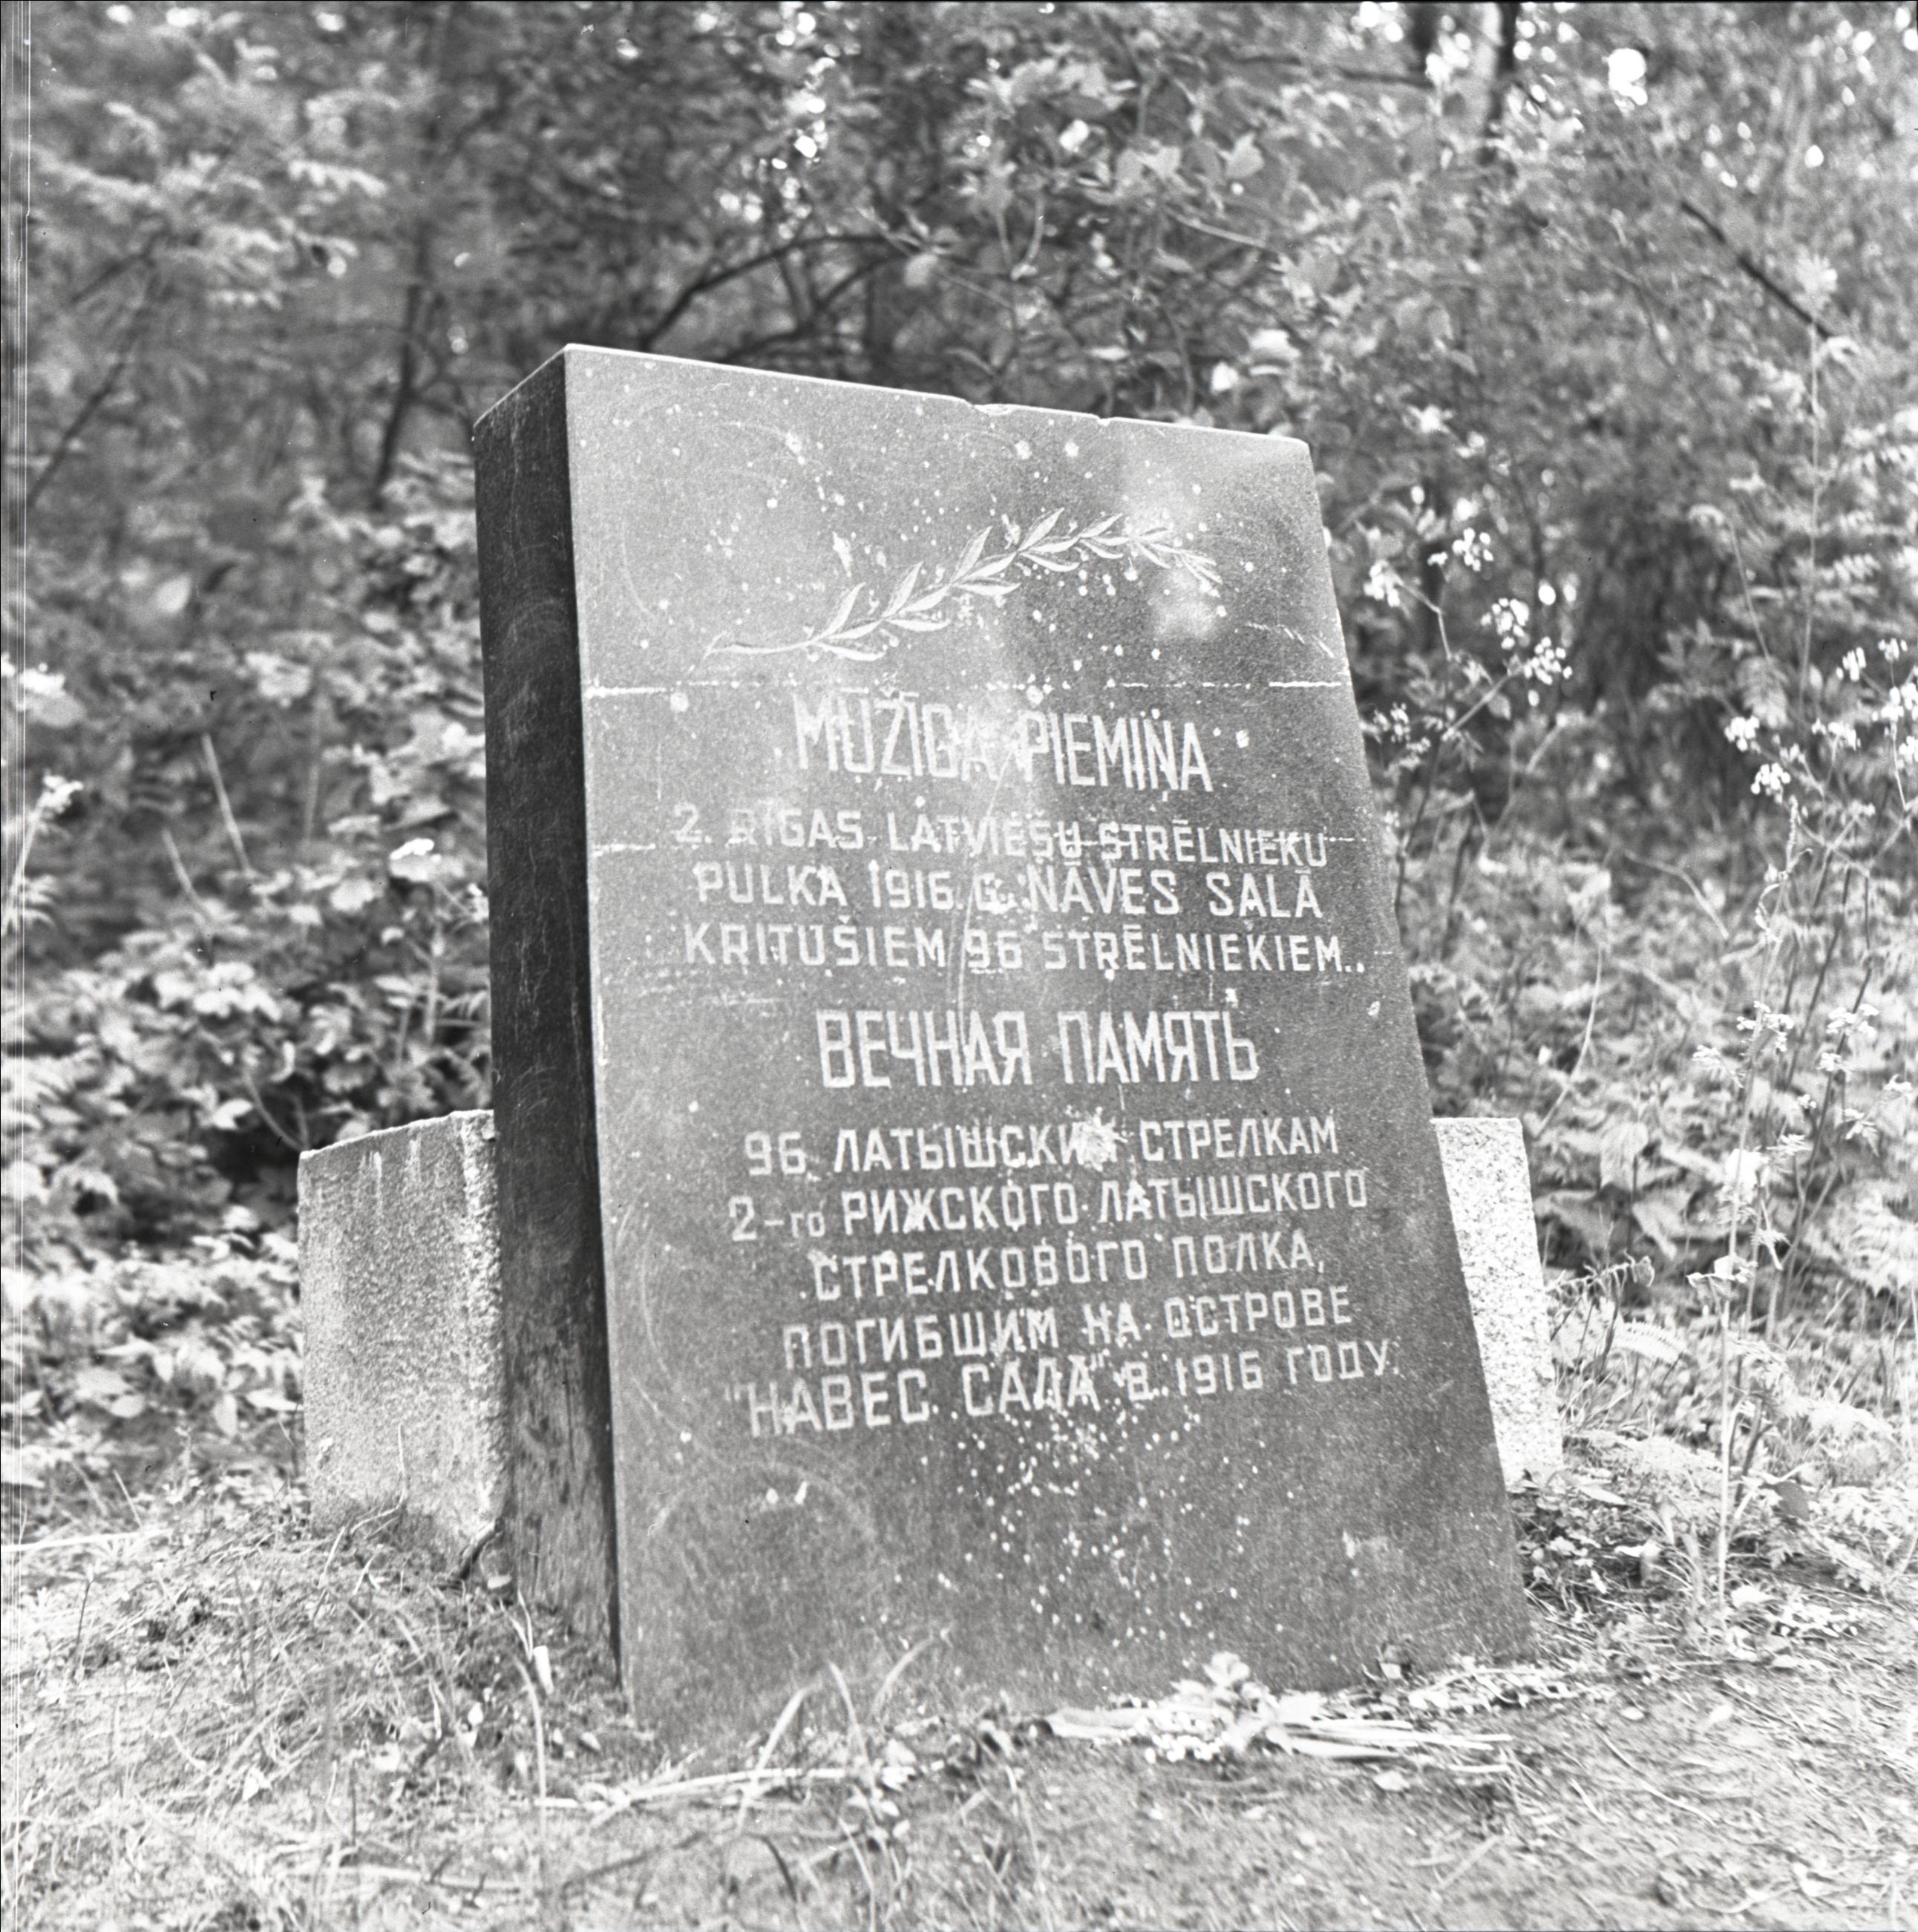 MŪŽĪGA PIEMIŅA
2. RĪGAS LATVIEŠU STRĒLNIEKU
PULKA 1916. G. NĀVES SALĀ
KRITUŠIEM 96 STRĒLNIEKIEM.
ВЕЧНАЯ ПАМЯТЬ
96 ЛАТЫШСКИМ СТРЕЛКАМ
2-го РИЖСКОГО ЛАТЫШСКОГО
СТРЕЛКОВОГО ПОЛКА,
ПОГИБШИМ НА ОСТРОВЕ
"НАВЕС САЛА" В 1916 ГОДУ.